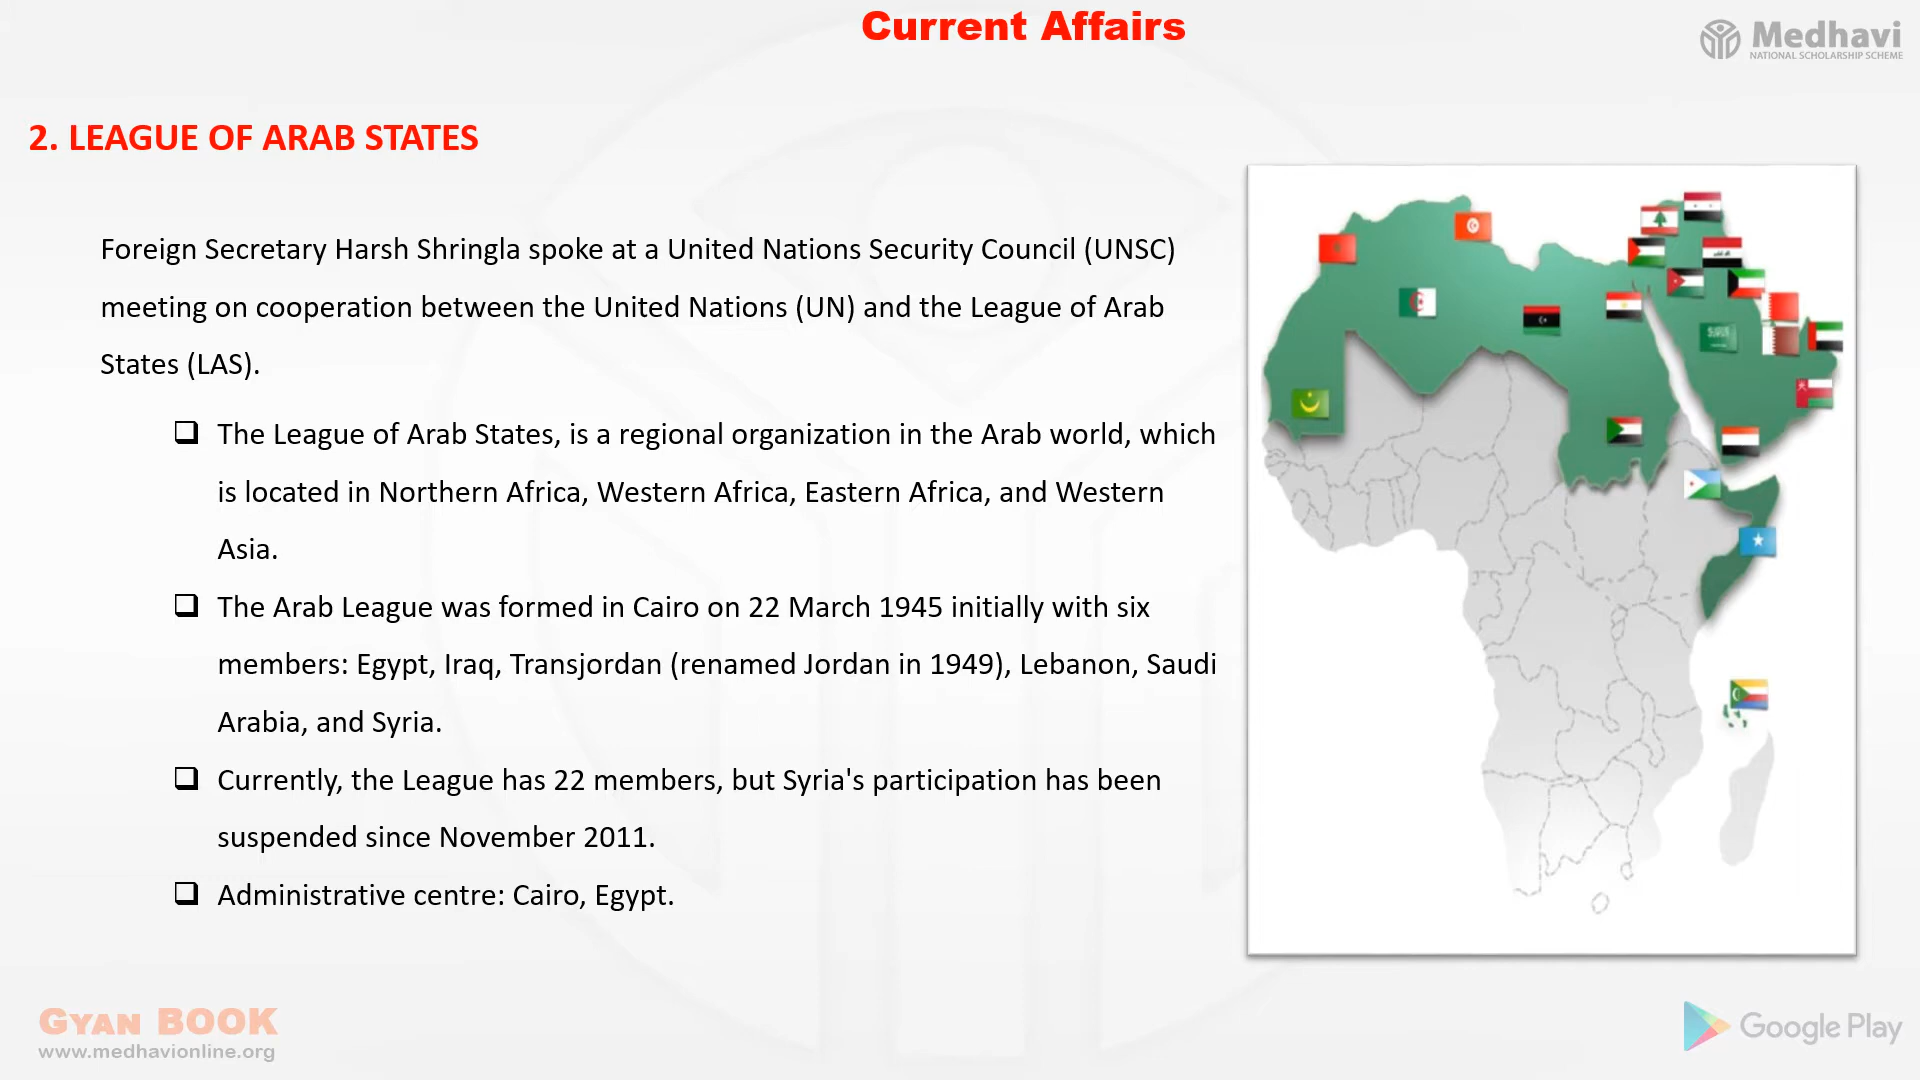 Current Affairs
Medhavi
NATIONAL SCHOLARSHIP SCHEME
2. LEAGUE OF ARAB STATES
Foreign Secretary Harsh Shringla spoke at a United Nations Security Council (UNSC)
meeting on cooperation between the United Nations (UN) and the League of Arab
States (LAS).
The League of Arab States, is a regional organization in the Arab world, which
is located in Northern Africa, Western Africa, Eastern Africa, and Western
Asia.
The Arab League was formed in Cairo on 22 March 1945 initially with six
members: Egypt, Iraq, Transjordan (renamed Jordan in 1949), Lebanon, Saudi
Arabia, and Syria.
Currently, the League has 22 members, but Syria's participation has been
suspended since November 2011.
Administrative centre: Cairo, Egypt.
GYAN BOOK
www.medhavionline.org
Google Play